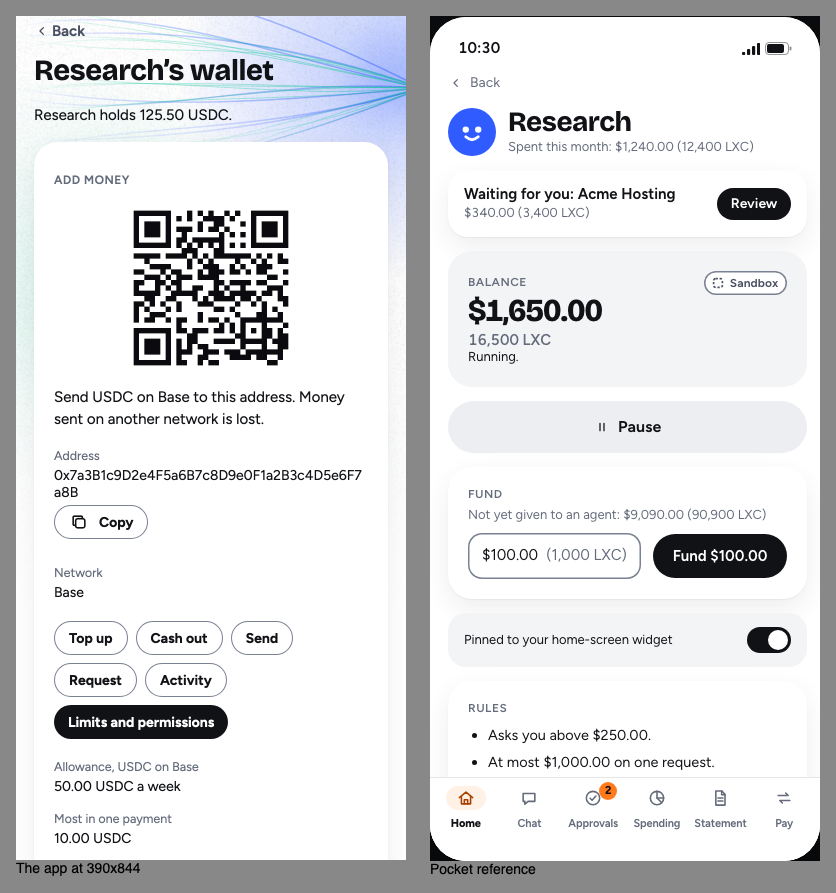 Back
Research's wallet
Research holds 125.50 USDC.
ADD MONEY
Send USDC on Base to this address. Money
sent on another network is lost.
Address
0x7a3B1c9D2e4F5a6B7c8D9e0F1a2B3c4D5e6F7
a8B
Copy
Network
Base
Top up
Cash out
Send
Request
Activity
Limits and permissions
Allowance, USDC on Base
50.00 USDC a week
Most in one payment
10.00 USDC
The app at 390x844
10:30
Back
Research
Spent this month: $1,240.00 (12,400 LXC)
Waiting for you: Acme Hosting
$340.00 (3,400 LXC)
Review
BALANCE
Sandbox
$1,650.00
16,500 LXC
Running.
Pause
FUND
Not yet given to an agent: $9,090.00 (90,900 LXC)
$100.00 (1,000 LXC)
Fund $100.00
Pinned to your home-screen widget
RULES
Asks you above $250.00.
At most $1,000.00 on one request.
2
Home
Chat
Approvals
Spending
Statement
Pay
Pocket reference